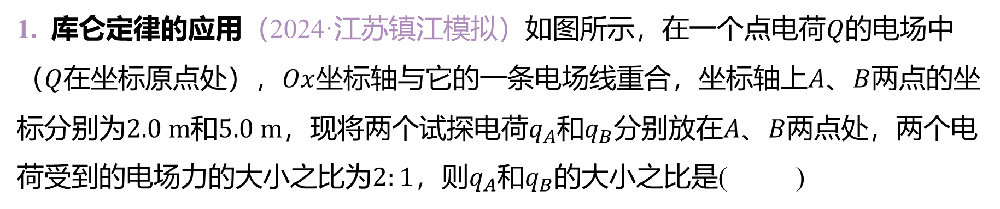 1. 库仑定律的应用（2024·江苏镇江模拟）如图所示，在一个点电荷Q的电场中
（Q在坐标原点处），Ox坐标轴与它的一条电场线重合，坐标轴上A、B两点的坐
标分别为2.0 m和5.0 m，现将两个试探电荷q_A和q_B分别放在A、B两点处，两个电
荷受到的电场力的大小之比为2:1，则q_A和q_B的大小之比是(　　)